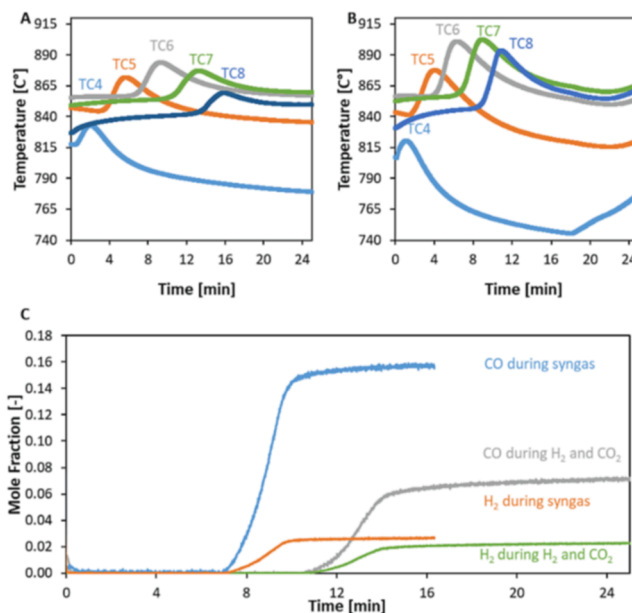 A
915
890
865
840
815
790
765
740
Temperature [C°]
TC4
TC5
TC6
TC7
TC8
0 4 8 12 16 20 24
Time [min]
B
915
890
865
840
815
790
765
740
Temperature [C°]
TC4
TC5
TC6
TC7
TC8
0 4 8 12 16 20 24
Time [min]
C
0.18
0.16
0.14
0.12
0.10
0.08
0.06
0.04
0.02
0.00
Mole Fraction [-]
CO during syngas
CO during H₂ and CO₂
H₂ during syngas
H₂ during H₂ and CO₂
0 4 8 12 16 20 24
Time [min]